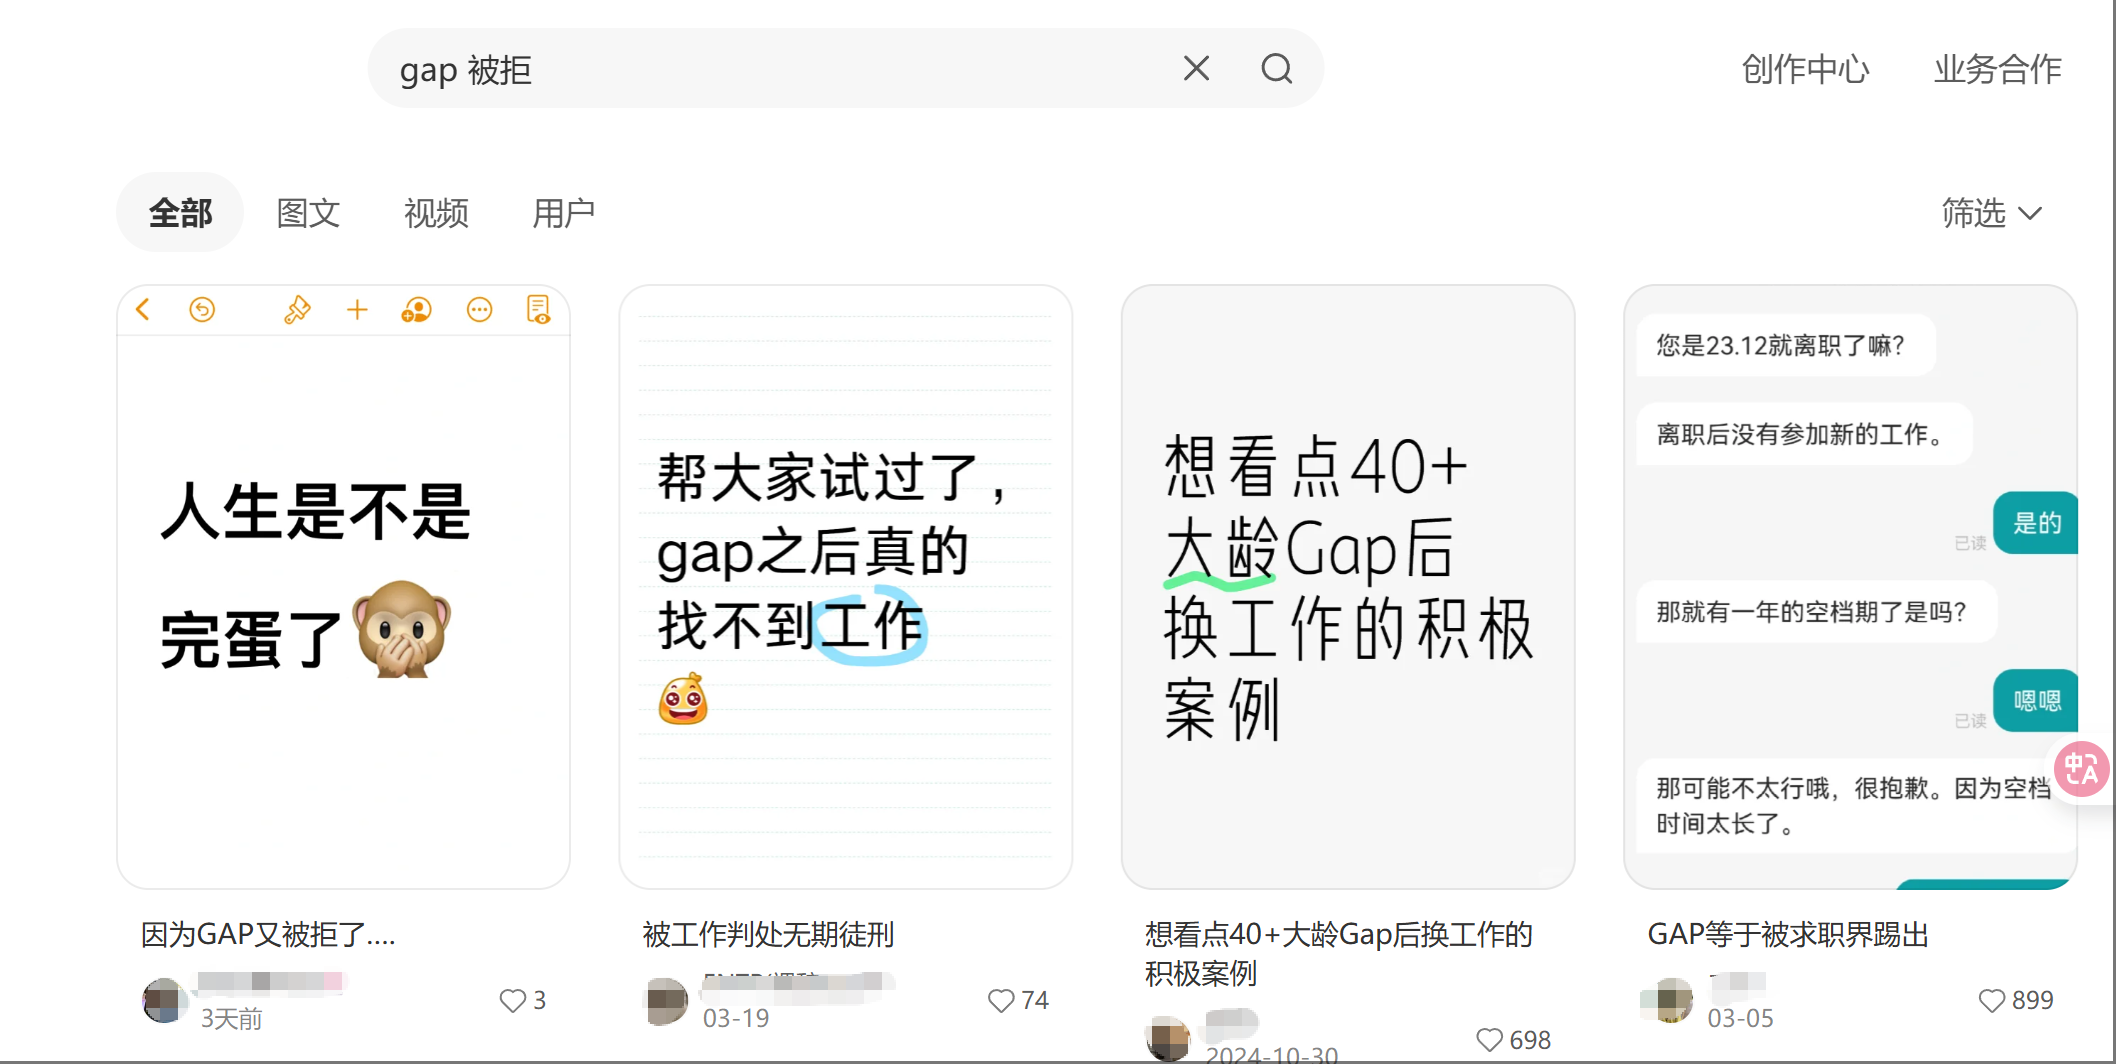 gap 被拒
创作中心
业务合作
全部
图文
视频
用户
筛选
人生是不是
完蛋了
因为GAP又被拒了....
3天前
3
帮大家试过了，
gap之后真的
找不到工作
被工作判处无期徒刑
03-19
74
想看点40+
大龄Gap后
换工作的积极
案例
想看点40+大龄Gap后换工作的
积极案例
2024-10-30
698
您是23.12就离职了嘛？
离职后没有参加新的工作。
是的
已读
那就有一年的空档期了是吗？
嗯嗯
已读
那可能不太行哦，很抱歉。因为空档
时间太长了。
中A
GAP等于被求职界踢出
03-05
899